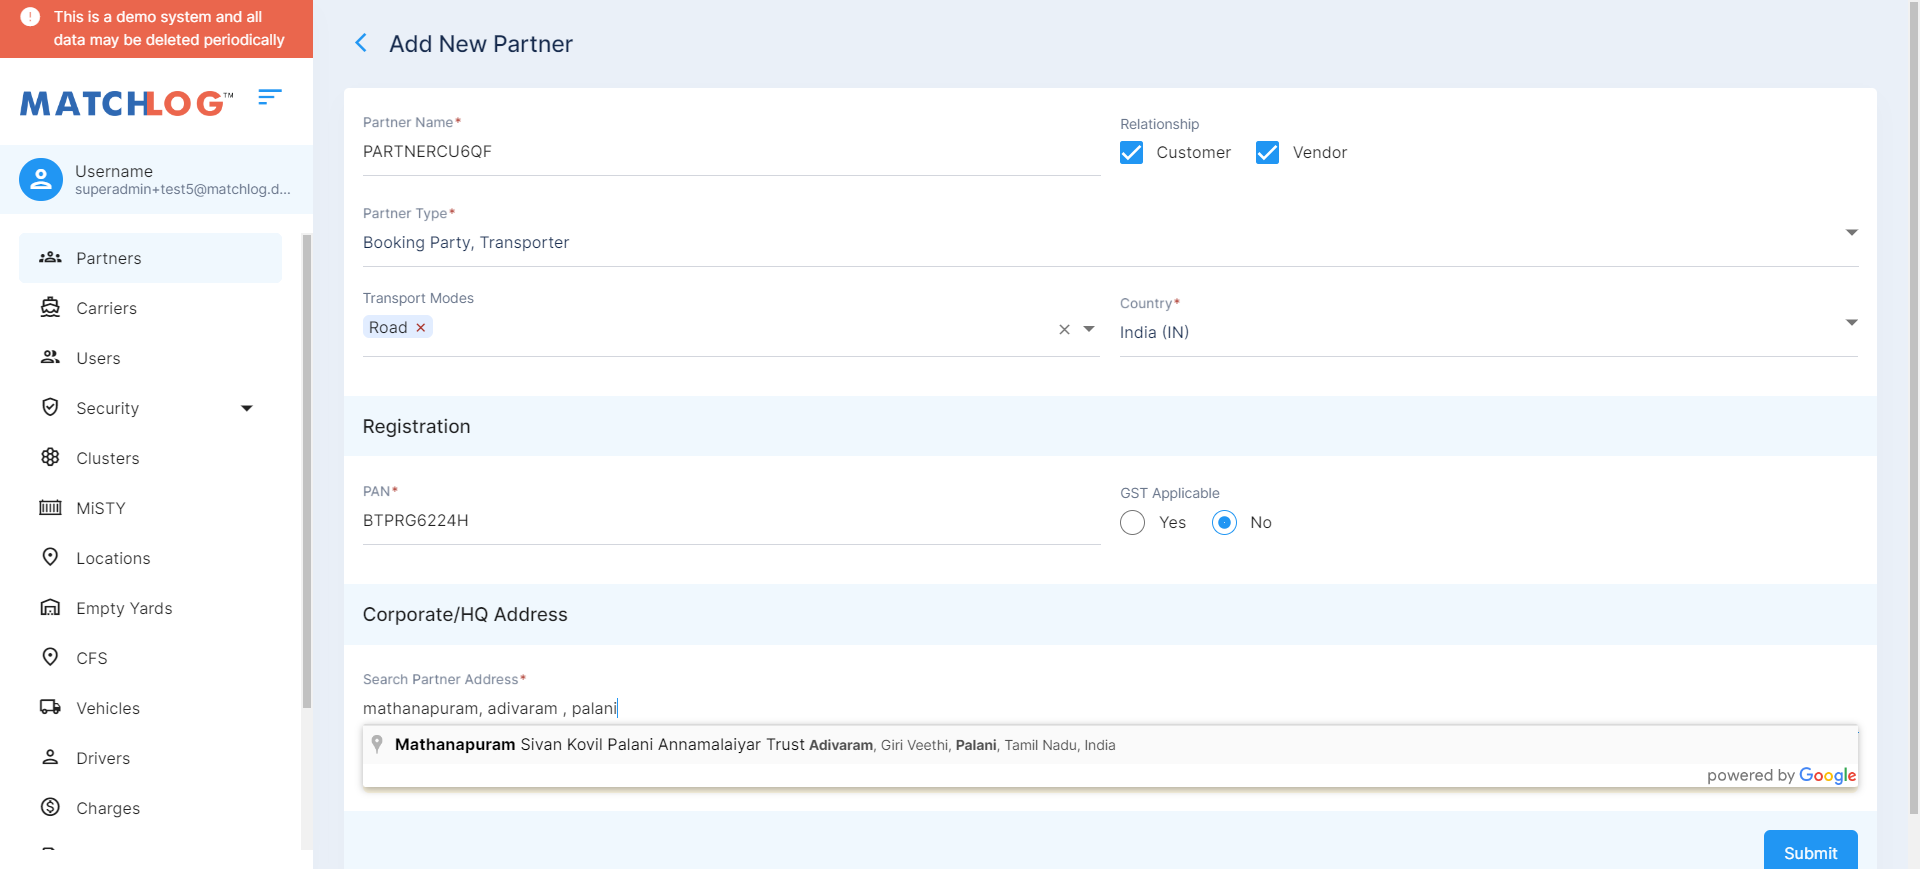 This is a demo system and all
data may be deleted periodically
MATCHLOG™
Username
superadmin+test5@matchlog.d...
Partners
Carriers
Users
Security
Clusters
MiSTY
Locations
Empty Yards
CFS
Vehicles
Drivers
Charges
Add New Partner
Partner Name*
PARTNERCU6QF
Relationship
Customer
Vendor
Partner Type*
Booking Party, Transporter
Transport Modes
Road ×
Country*
India (IN)
Registration
PAN*
BTPRG6224H
GST Applicable
Yes
No
Corporate/HQ Address
Search Partner Address*
mathanapuram, adivaram , palani
Mathanapuram Sivan Kovil Palani Annamalaiyar Trust Adivaram, Giri Veethi, Palani, Tamil Nadu, India
powered by Google
Submit